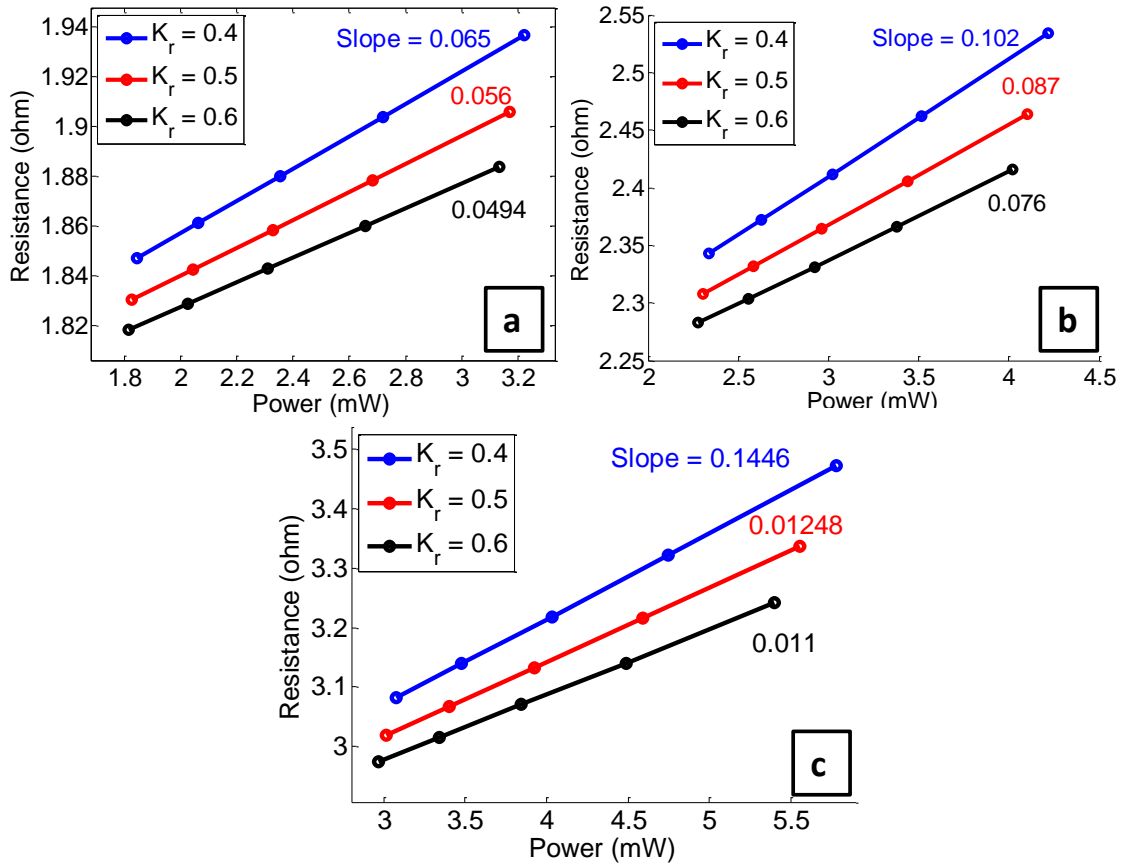 1.94
1.92
1.9
1.88
1.86
1.84
1.82
Resistance (ohm)
K_r = 0.4
K_r = 0.5
K_r = 0.6
Slope = 0.065
0.056
0.0494
a
1.8 2 2.2 2.4 2.6 2.8 3 3.2
Power (mW)
2.55
2.5
2.45
2.4
2.35
2.3
2.25
Resistance (ohm)
K_r = 0.4
K_r = 0.5
K_r = 0.6
Slope = 0.102
0.087
0.076
b
2 2.5 3 3.5 4 4.5
Power (mW)
3.5
3.4
3.3
3.2
3.1
3
Resistance (ohm)
K_r = 0.4
K_r = 0.5
K_r = 0.6
Slope = 0.1446
0.01248
0.011
c
3 3.5 4 4.5 5 5.5
Power (mW)